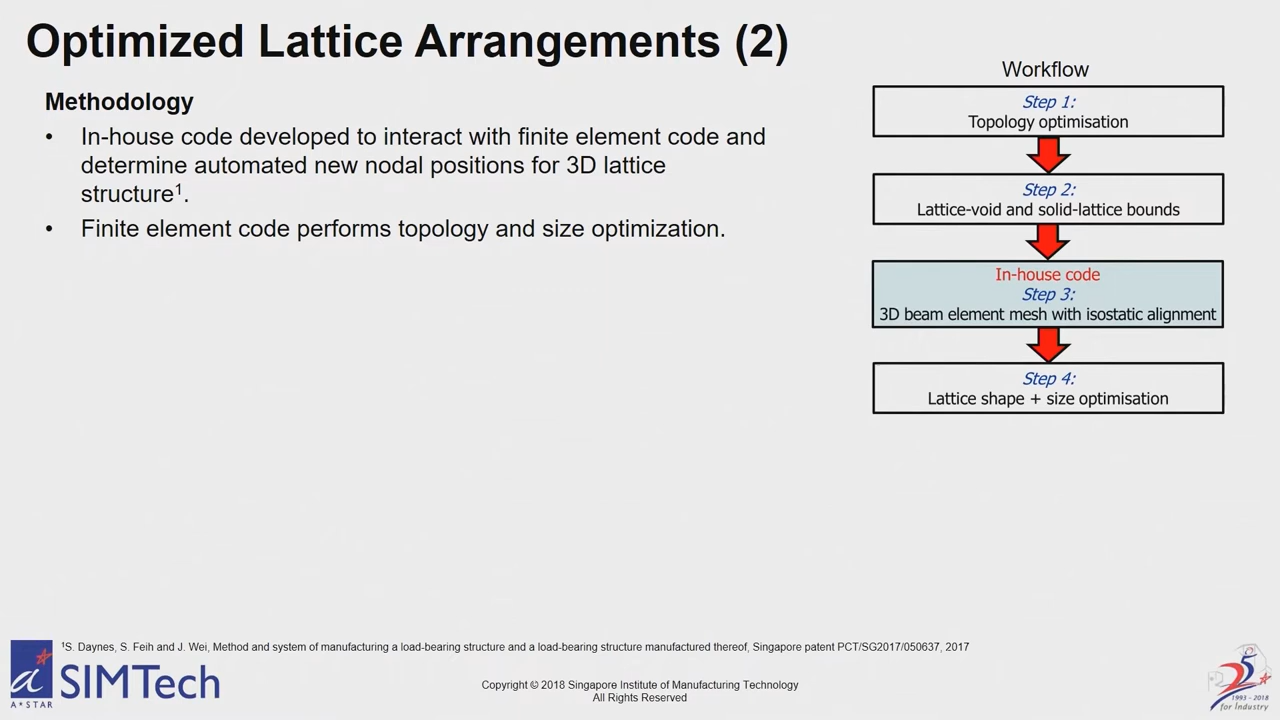 Optimized Lattice Arrangements (2)
Methodology
• In-house code developed to interact with finite element code and
determine automated new nodal positions for 3D lattice
structure¹.
• Finite element code performs topology and size optimization.
Workflow
Step 1:
Topology optimisation
Step 2:
Lattice-void and solid-lattice bounds
In-house code
Step 3:
3D beam element mesh with isostatic alignment
Step 4:
Lattice shape + size optimisation
¹S. Daynes, S. Feih and J. Wei, Method and system of manufacturing a load-bearing structure and a load-bearing structure manufactured thereof, Singapore patent PCT/SG2017/050637, 2017
a
A★STAR
SIMTech
Copyright © 2018 Singapore Institute of Manufacturing Technology
All Rights Reserved
25
1993 - 2018
for Industry